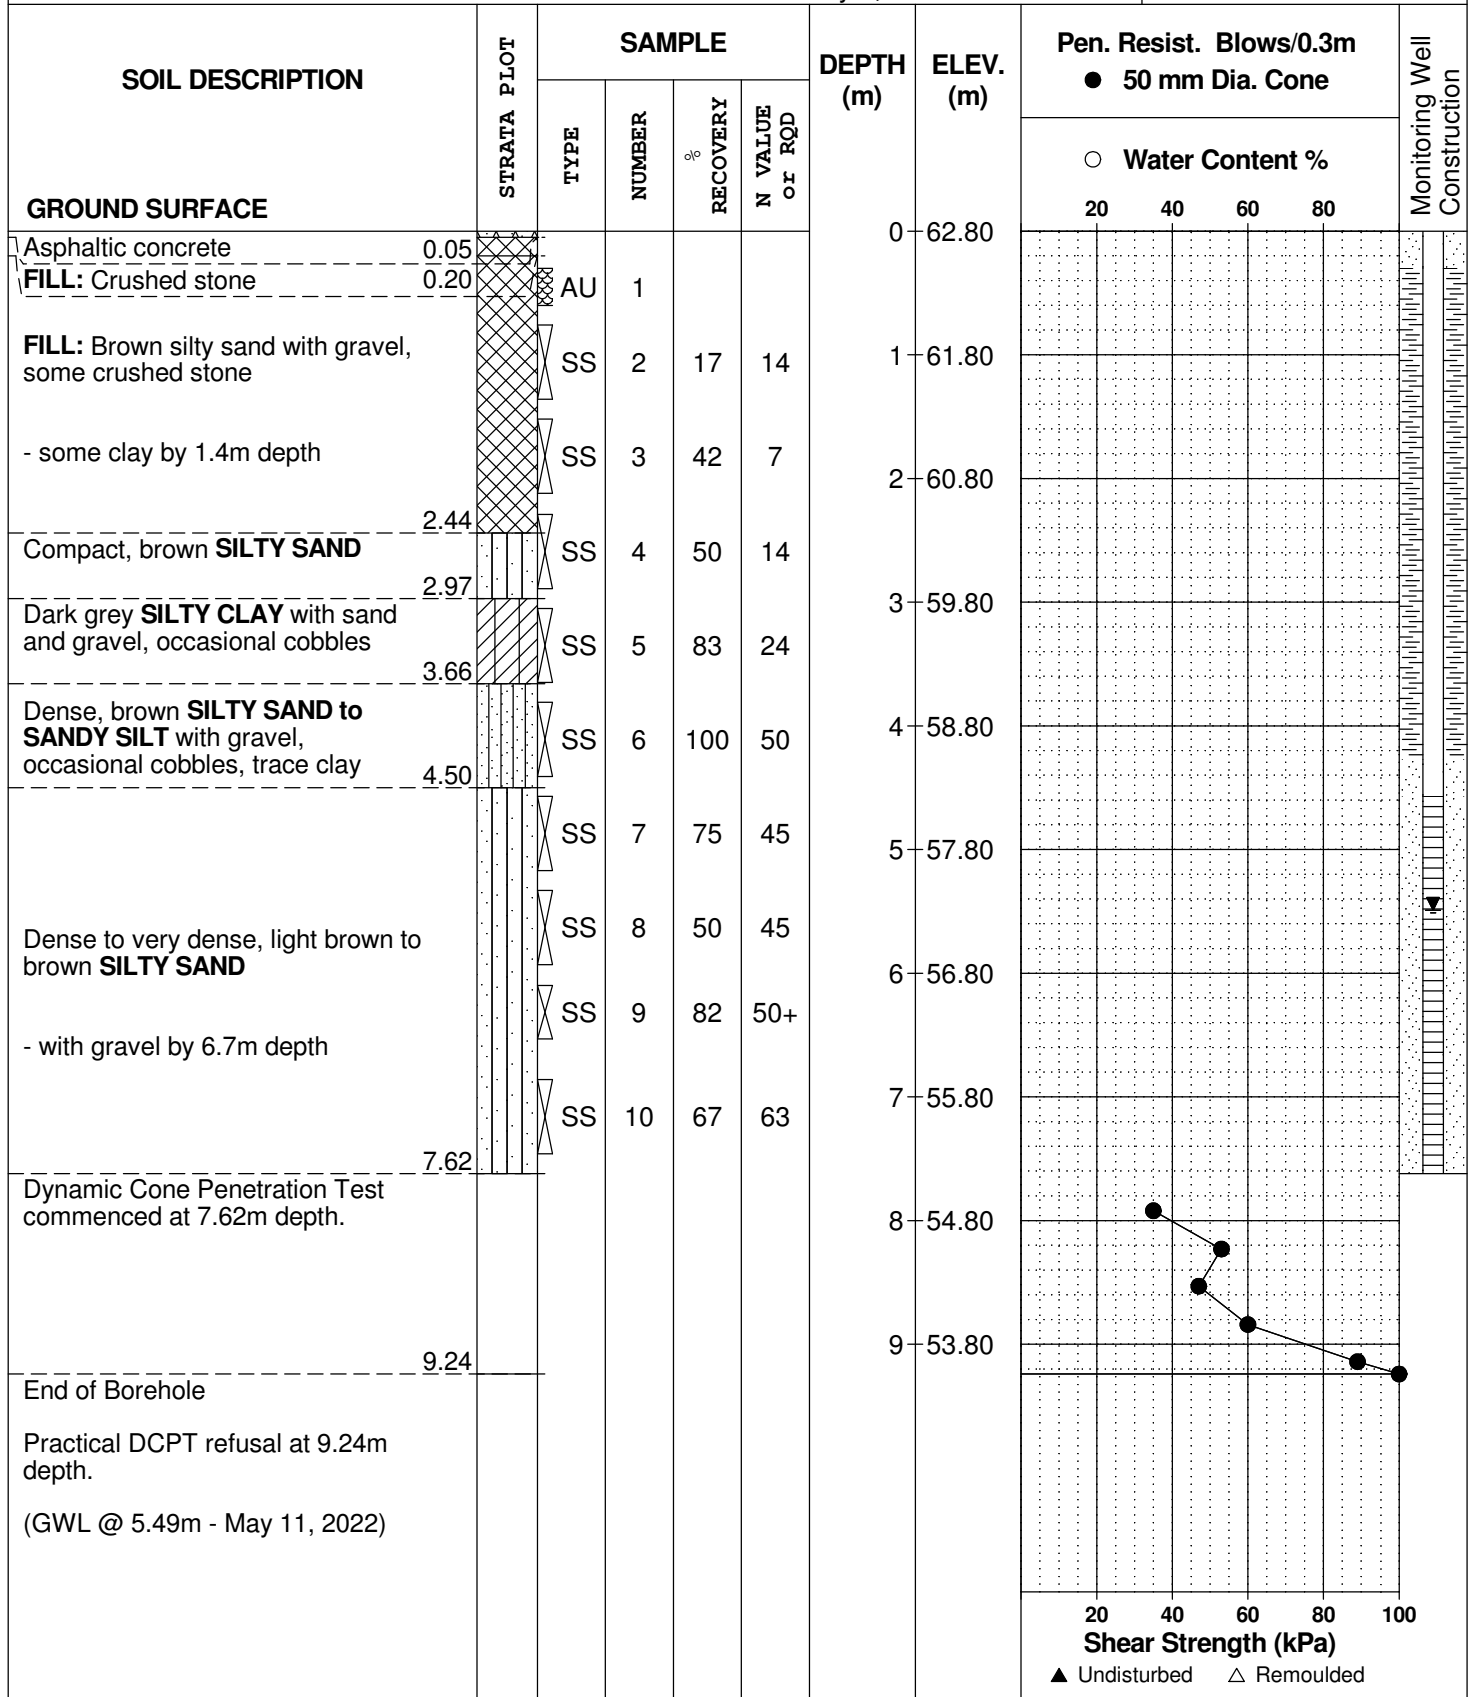 SOIL DESCRIPTION
GROUND SURFACE
STRATA PLOT
SAMPLE
TYPE
NUMBER
%
RECOVERY
N VALUE
or RQD
DEPTH
(m)
ELEV.
(m)
Pen. Resist. Blows/0.3m
● 50 mm Dia. Cone
○ Water Content %
20 40 60 80
Monitoring Well
Construction
0 62.80
Asphaltic concrete 0.05
FILL: Crushed stone 0.20
AU 1
FILL: Brown silty sand with gravel,
some crushed stone
SS 2 17 14
1 61.80
- some clay by 1.4m depth
SS 3 42 7
2 60.80
2.44
Compact, brown SILTY SAND
SS 4 50 14
2.97
3 59.80
Dark grey SILTY CLAY with sand
and gravel, occasional cobbles
SS 5 83 24
3.66
Dense, brown SILTY SAND to
SANDY SILT with gravel,
occasional cobbles, trace clay
4.50
SS 6 100 50
4 58.80
SS 7 75 45
5 57.80
SS 8 50 45
Dense to very dense, light brown to
brown SILTY SAND
6 56.80
SS 9 82 50+
- with gravel by 6.7m depth
7 55.80
SS 10 67 63
7.62
Dynamic Cone Penetration Test
commenced at 7.62m depth.
8 54.80
9 53.80
9.24
End of Borehole
Practical DCPT refusal at 9.24m
depth.
(GWL @ 5.49m - May 11, 2022)
20 40 60 80 100
Shear Strength (kPa)
▲ Undisturbed △ Remoulded